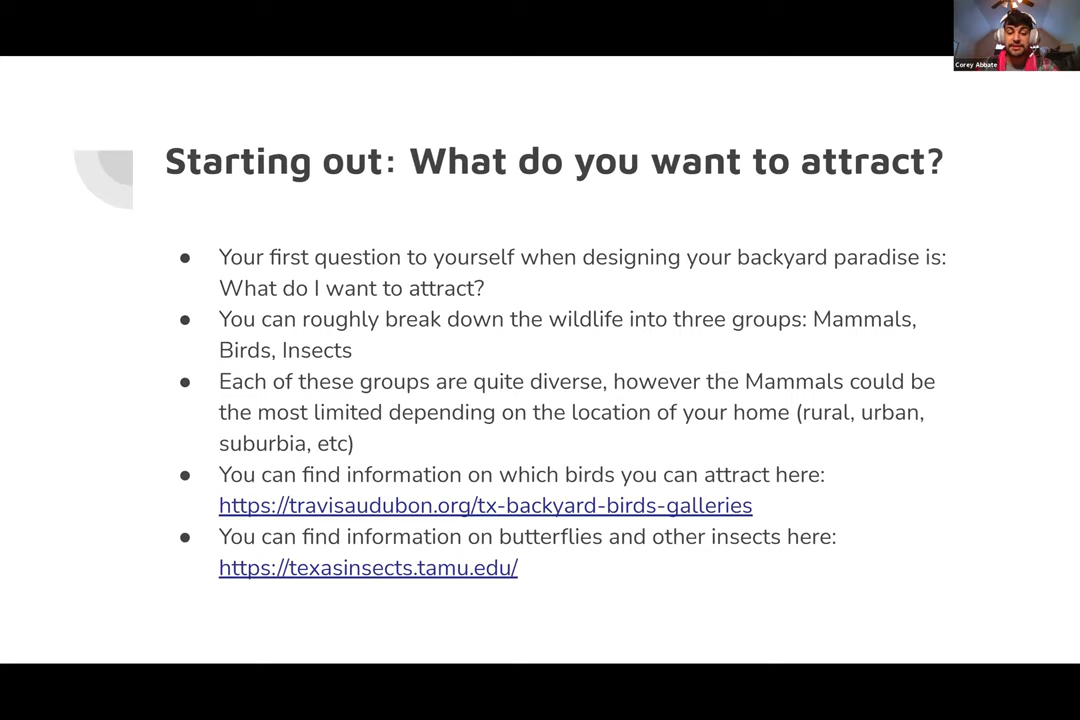 Corey Abbate
Starting out: What do you want to attract?
● Your first question to yourself when designing your backyard paradise is:
What do I want to attract?
● You can roughly break down the wildlife into three groups: Mammals,
Birds, Insects
● Each of these groups are quite diverse, however the Mammals could be
the most limited depending on the location of your home (rural, urban,
suburbia, etc)
● You can find information on which birds you can attract here:
https://travisaudubon.org/tx-backyard-birds-galleries
● You can find information on butterflies and other insects here:
https://texasinsects.tamu.edu/